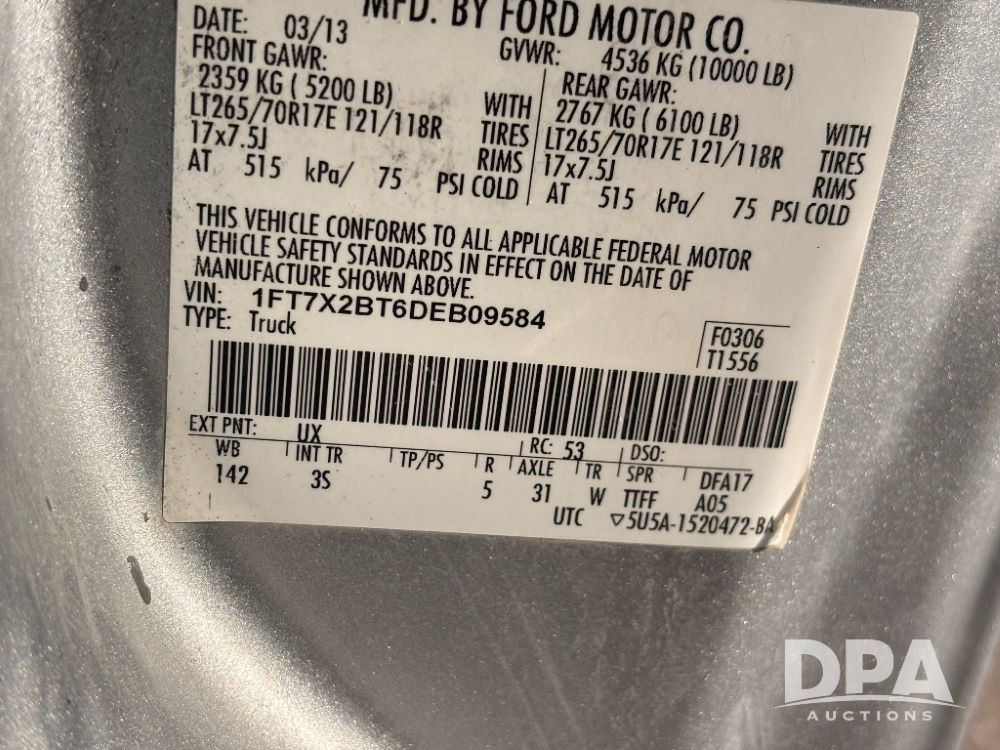 MFD. BY FORD MOTOR CO.
DATE: 03/13 GVWR: 4536 KG (10000 LB)
FRONT GAWR: REAR GAWR:
2359 KG ( 5200 LB) WITH 2767 KG ( 6100 LB) WITH
LT265/70R17E 121/118R TIRES LT265/70R17E 121/118R TIRES
17x7.5J RIMS 17x7.5J RIMS
AT 515 kPa/ 75 PSI COLD AT 515 kPa/ 75 PSI COLD
THIS VEHICLE CONFORMS TO ALL APPLICABLE FEDERAL MOTOR
VEHICLE SAFETY STANDARDS IN EFFECT ON THE DATE OF
MANUFACTURE SHOWN ABOVE.
VIN: 1FT7X2BT6DEB09584
TYPE: Truck F0306
T1556
EXT PNT: UX RC: 53 DSO:
WB INT TR TP/PS R AXLE TR SPR DFA17
142 3S 5 31 W TTFF A05
UTC ▽5U5A-1520472-BA
DPA
AUCTIONS